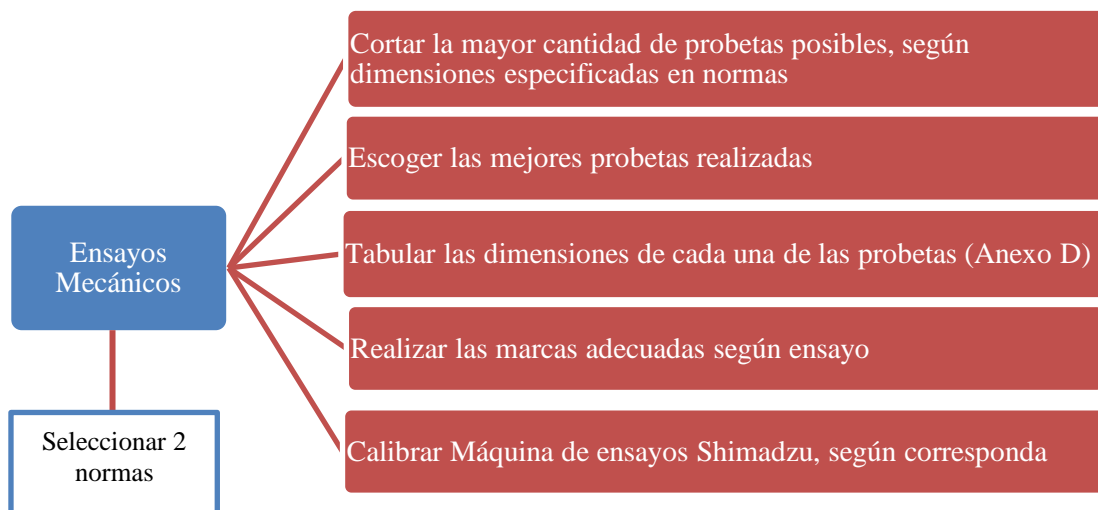 Cortar la mayor cantidad de probetas posibles, según
dimensiones especificadas en normas
Escoger las mejores probetas realizadas
Ensayos
Mecánicos
Tabular las dimensiones de cada una de las probetas (Anexo D)
Realizar las marcas adecuadas según ensayo
Seleccionar 2
normas
Calibrar Máquina de ensayos Shimadzu, según corresponda